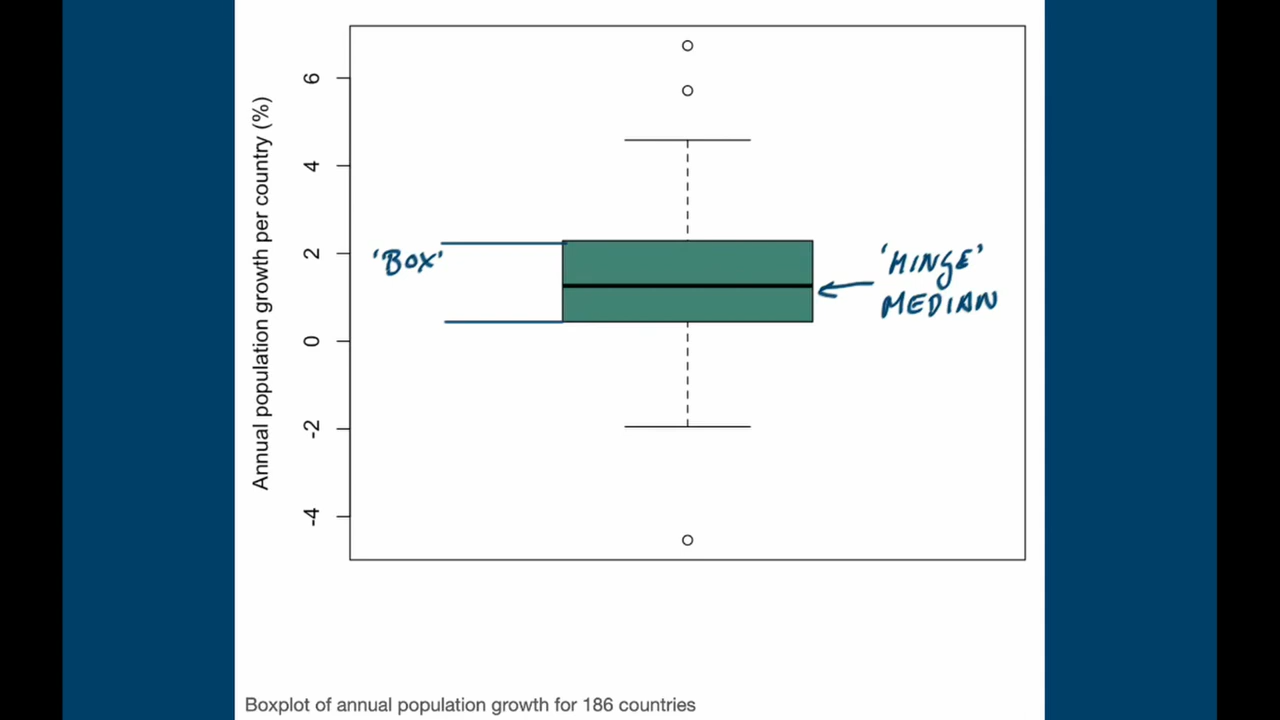 Annual population growth per country (%)
6
4
2
0
-2
-4
'BOX'
'HINGE'
MEDIAN
Boxplot of annual population growth for 186 countries